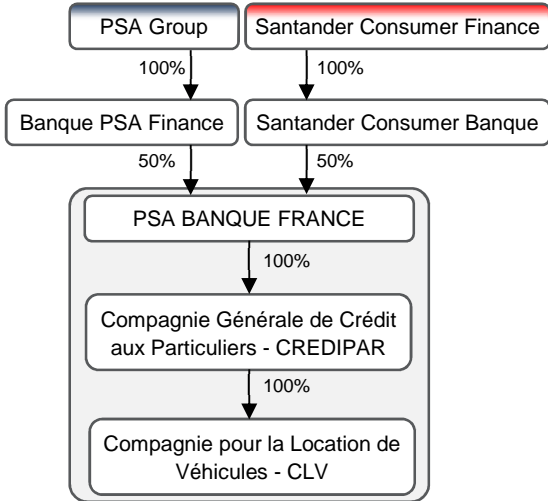 PSA Group
Santander Consumer Finance
100%
100%
Banque PSA Finance
Santander Consumer Banque
50%
50%
PSA BANQUE FRANCE
100%
Compagnie Générale de Crédit
aux Particuliers - CREDIPAR
100%
Compagnie pour la Location de
Véhicules - CLV